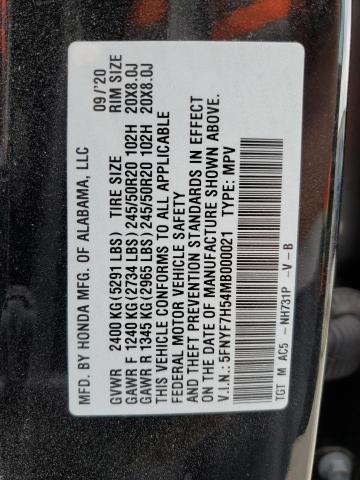 MFD. BY HONDA MFG. OF ALABAMA, LLC 09/'20
GVWR 2400 KG(5291 LBS) TIRE SIZE RIM SIZE
GAWR F 1240 KG(2734 LBS) 245/50R20 102H 20X8.0J
GAWR R 1345 KG(2965 LBS) 245/50R20 102H 20X8.0J
THIS VEHICLE CONFORMS TO ALL APPLICABLE
FEDERAL MOTOR VEHICLE SAFETY
AND THEFT PREVENTION STANDARDS IN EFFECT
ON THE DATE OF MANUFACTURE SHOWN ABOVE.
V.I.N.: 5FNYF7H54MB000021 TYPE: MPV
TGT M AC5 -NH731P -V -B